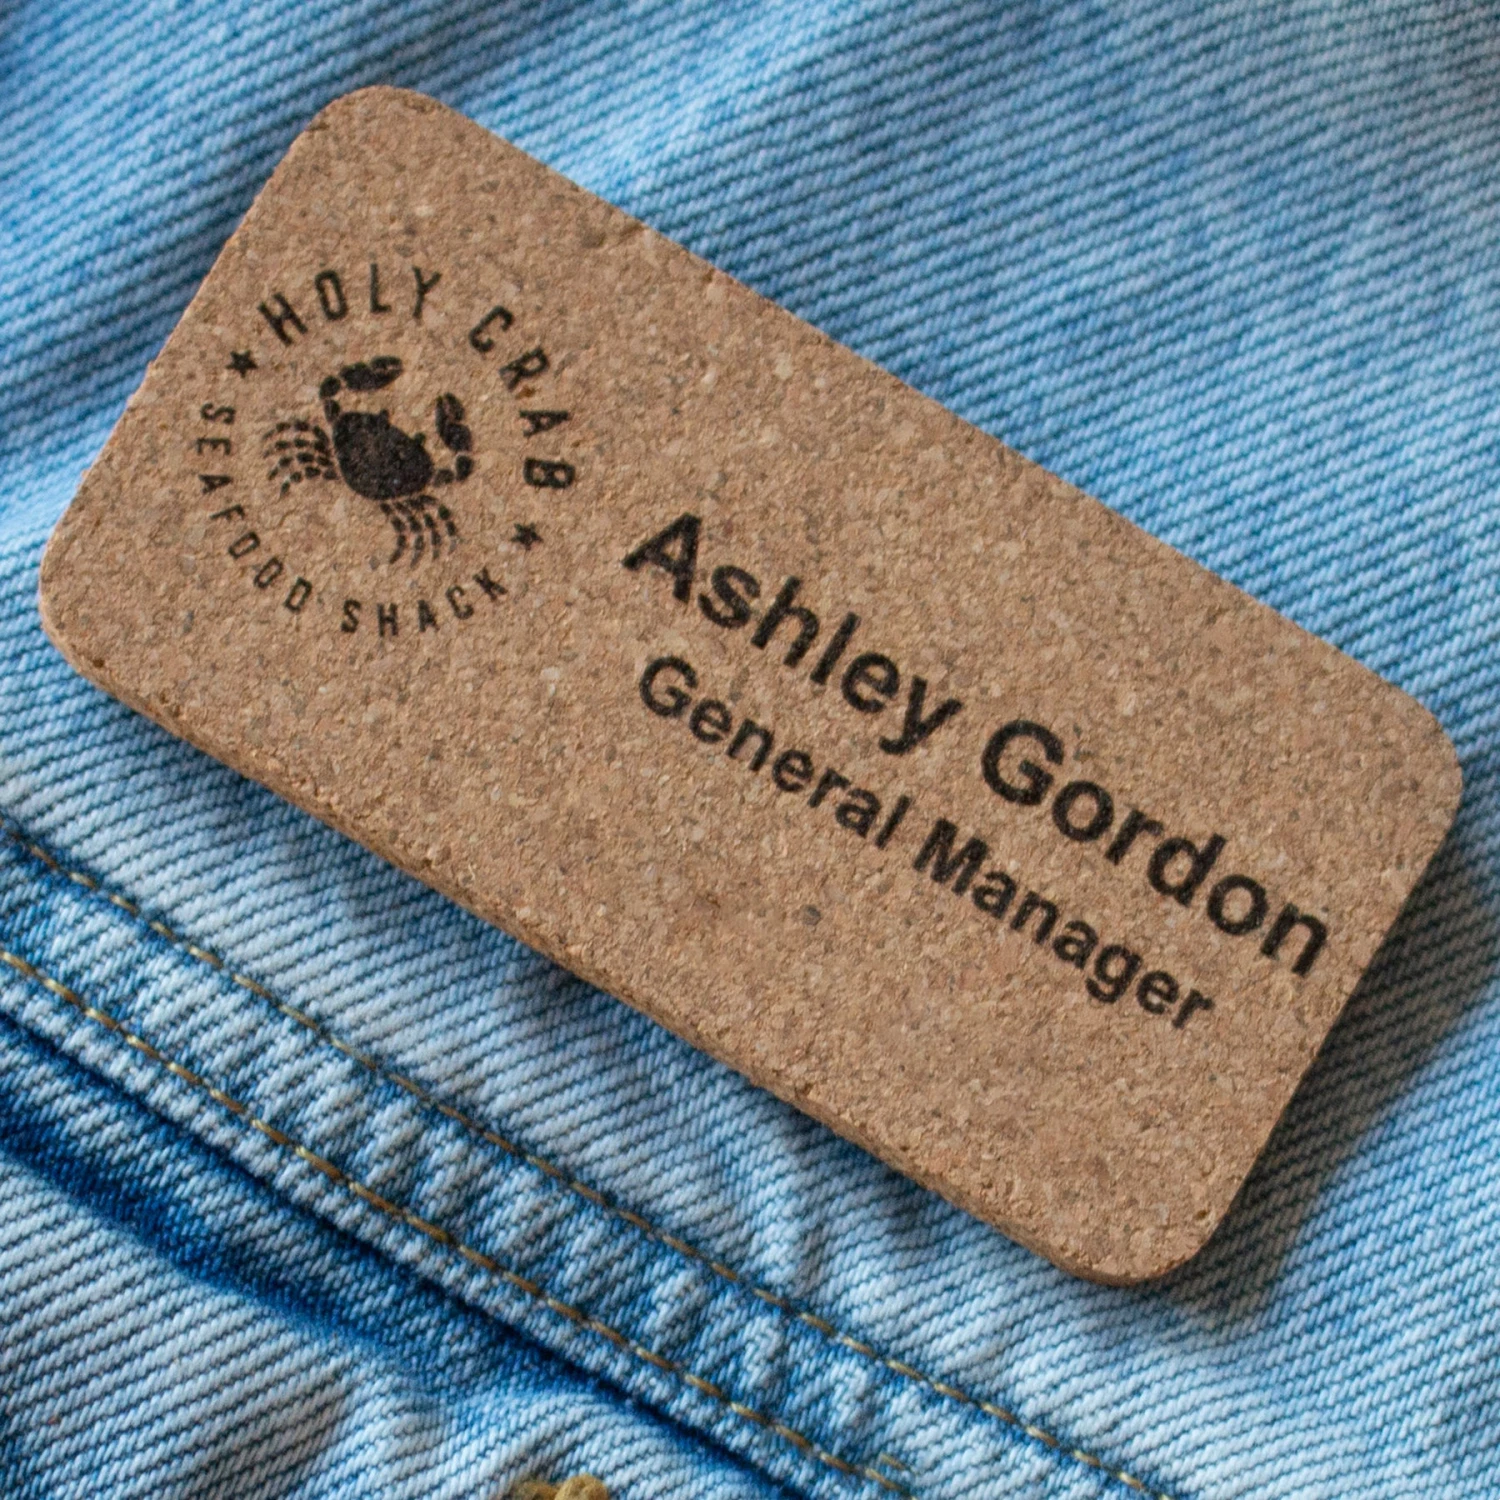 HOLY CRAB
SEAFOOD SHACK
Ashley Gordon
General Manager